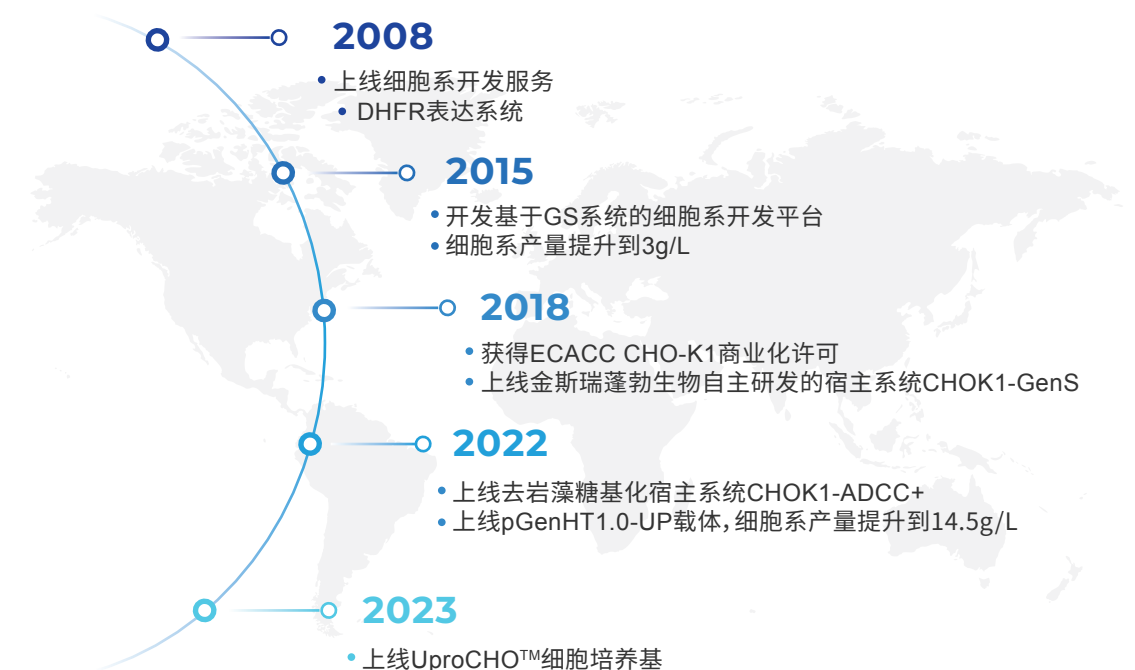 2008
• 上线细胞系开发服务
• DHFR表达系统
2015
• 开发基于GS系统的细胞系开发平台
• 细胞系产量提升到3g/L
2018
• 获得ECACC CHO-K1商业化许可
• 上线金斯瑞蓬勃生物自主研发的宿主系统CHOK1-GenS
2022
• 上线去岩藻糖基化宿主系统CHOK1-ADCC+
• 上线pGenHT1.0-UP载体，细胞系产量提升到14.5g/L
2023
• 上线UproCHO™细胞培养基